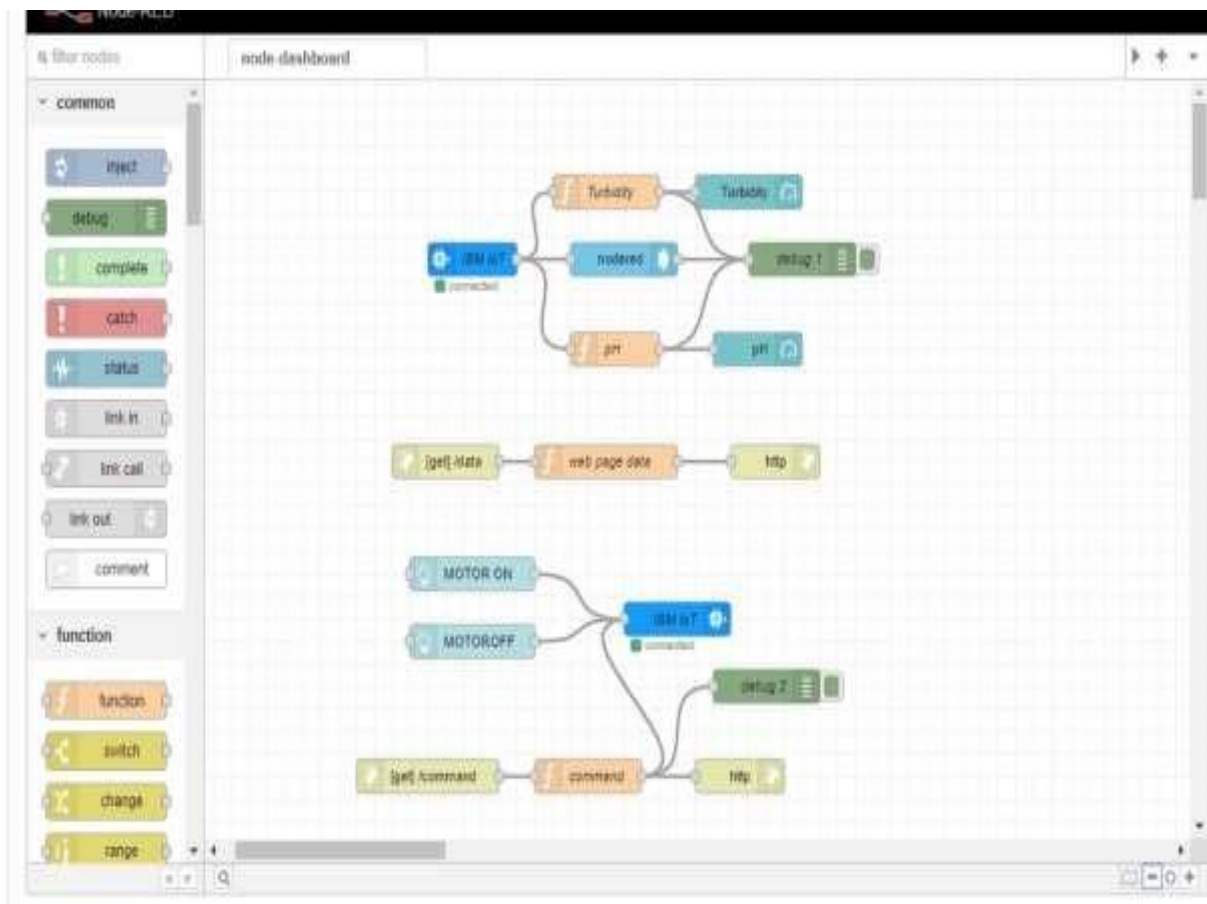 Node-RED
filter nodes
node-dashboard
common
inject
debug
complete
catch
status
link in
link call
link out
comment
function
function
switch
change
range
Turbidity
Turbidity
IBM IoT
connected
nodered
debug 1
pH
pH
[get] /data
web page data
http
MOTOR ON
MOTOROFF
IBM IoT
connected
debug 2
[get] /command
command
http